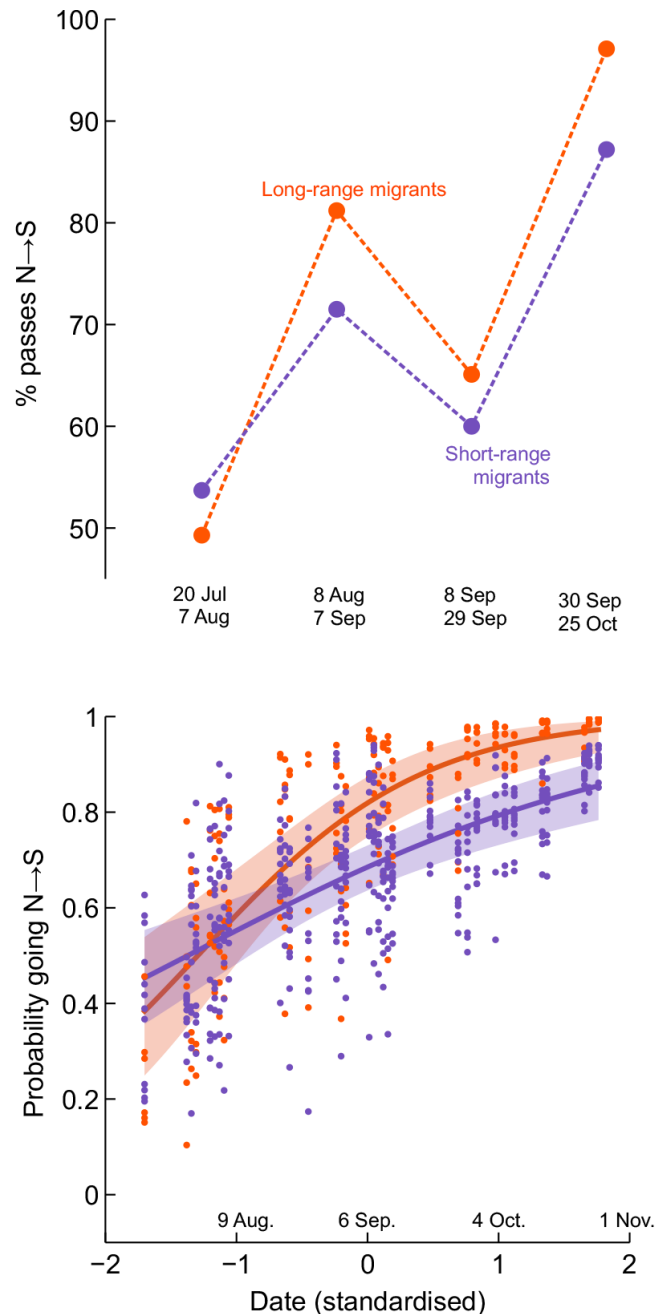 100
90
80
70
60
50
% passes N→S
Long-range migrants
Short-range
migrants
20 Jul
7 Aug
8 Aug
7 Sep
8 Sep
29 Sep
30 Sep
25 Oct
1
0.8
0.6
0.4
0.2
0
Probability going N→S
9 Aug.
6 Sep.
4 Oct.
1 Nov.
−2
−1
0
1
2
Date (standardised)